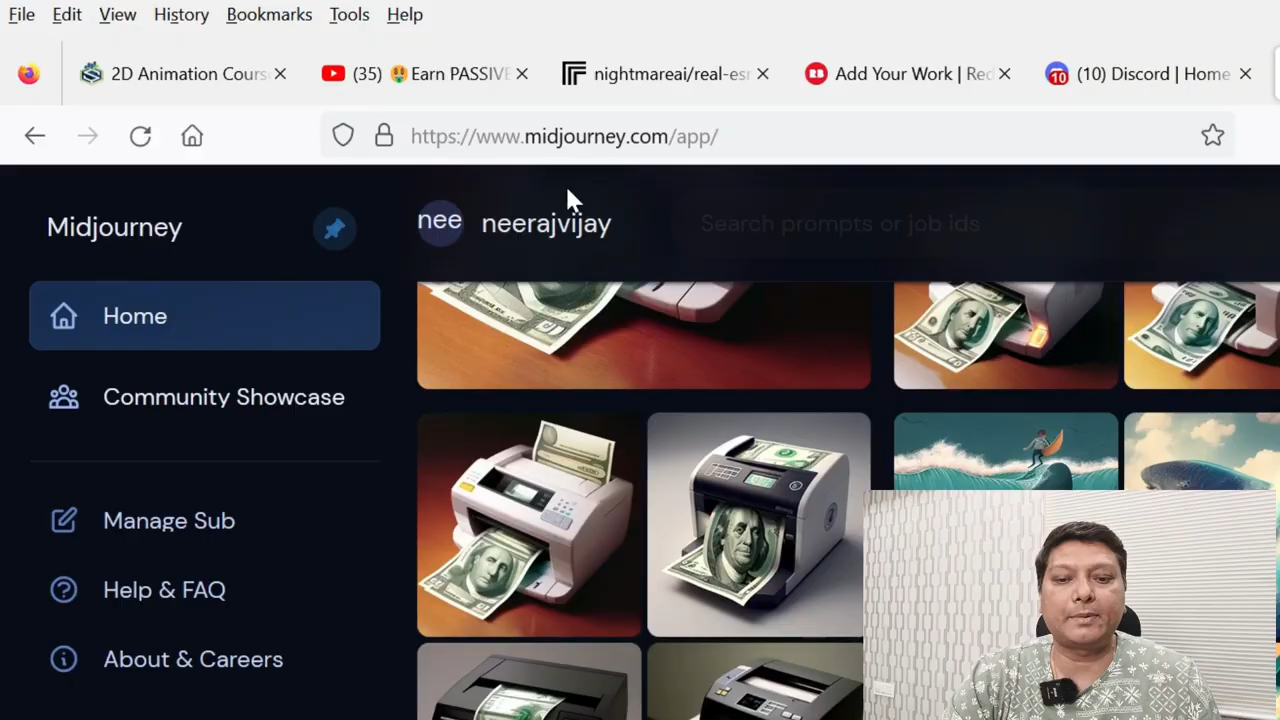 File Edit View History Bookmarks Tools Help
2D Animation Cours
(35) 🤑Earn PASSIVE
nightmareai/real-esr
Add Your Work | Red
(10) Discord | Home
https://www.midjourney.com/app/
Midjourney
nee neerajvijay
Search prompts or job ids
Home
Community Showcase
Manage Sub
Help & FAQ
About & Careers